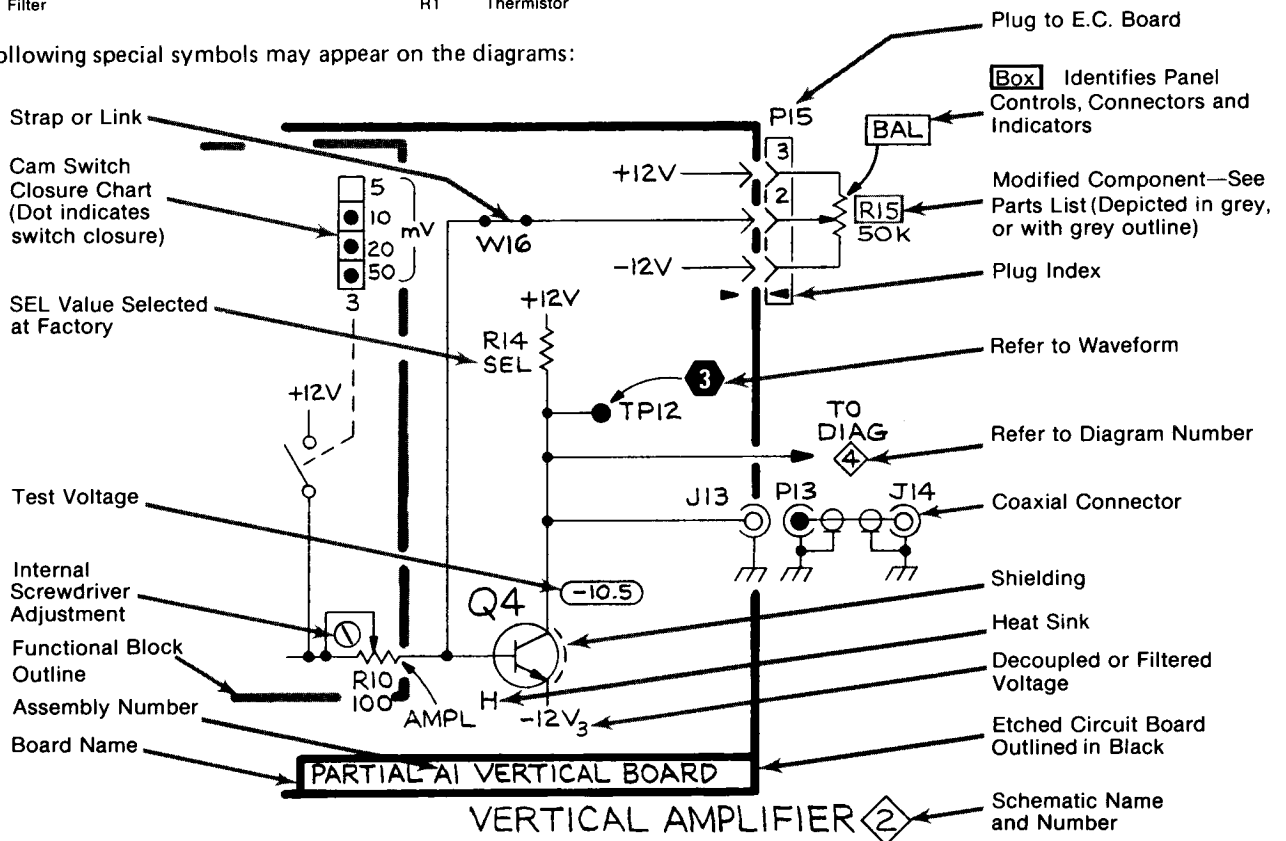 Filter
R1 Thermistor
ollowing special symbols may appear on the diagrams:
Plug to E.C. Board
Box Identifies Panel
Controls, Connectors and
Indicators
Modified Component—See
Parts List (Depicted in grey,
or with grey outline)
Plug Index
Refer to Waveform
Refer to Diagram Number
Coaxial Connector
Shielding
Heat Sink
Decoupled or Filtered
Voltage
Etched Circuit Board
Outlined in Black
Schematic Name
and Number
Strap or Link
Cam Switch
Closure Chart
(Dot indicates
switch closure)
SEL Value Selected
at Factory
Test Voltage
Internal
Screwdriver
Adjustment
Functional Block
Outline
Assembly Number
Board Name
5
10
20
50
mV
3
+12V
W16
+12V
-12V
P15
3
2
BAL
R15
50K
+12V
R14
SEL
TP12
3
TO
DIAG
4
J13
P13
J14
-10.5
Q4
R10
100
AMPL
H
-12V3
PARTIAL A1 VERTICAL BOARD
VERTICAL AMPLIFIER 2